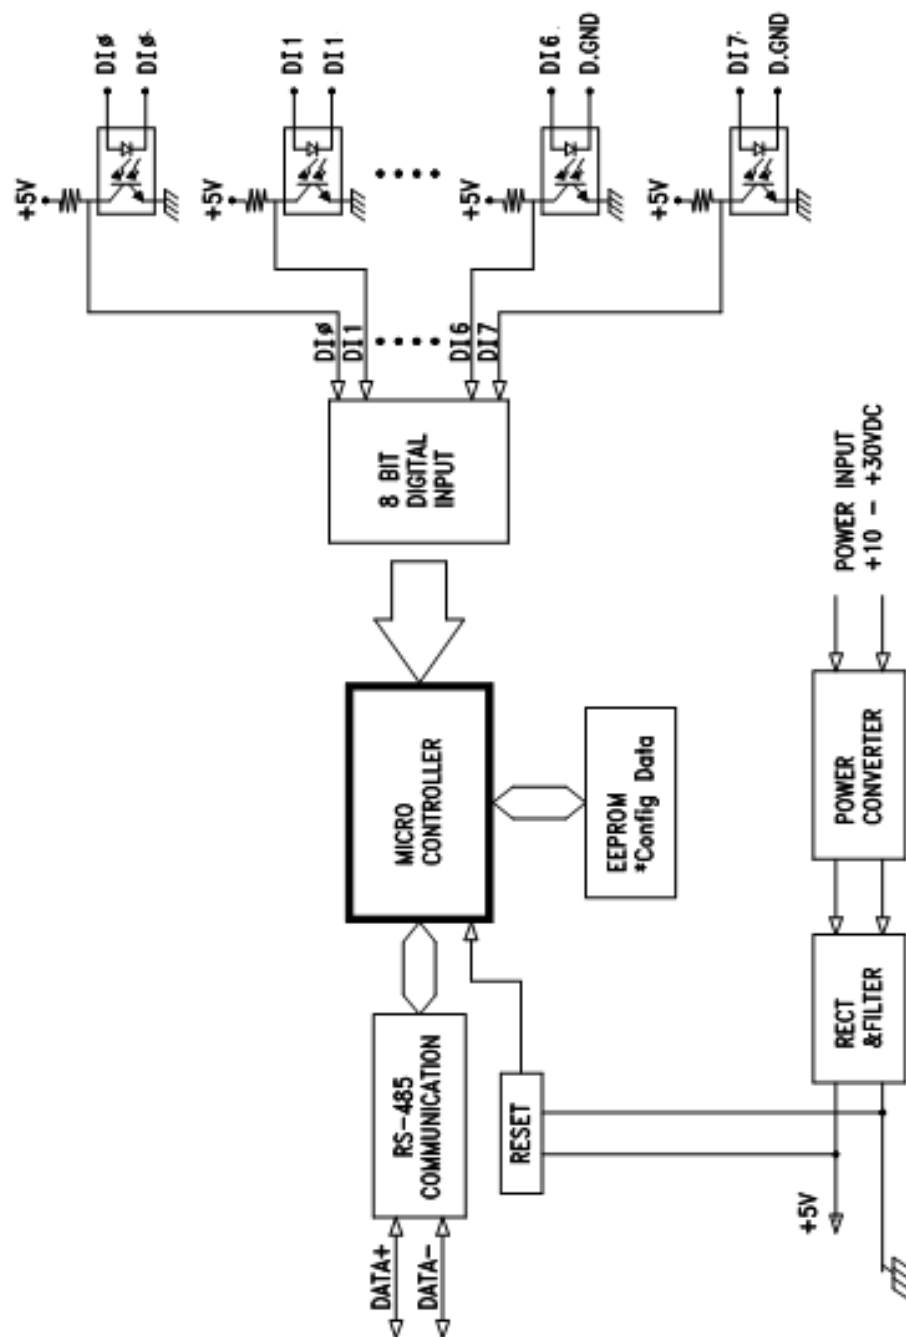 DIØ
DIØ
DI1
DI1
DI6
D.GND
DI7
D.GND
+5V
+5V
+5V
+5V
DIØ
DI1
DI6
DI7
8 BIT
DIGITAL
INPUT
POWER INPUT
+10 - +30VDC
MICRO
CONTROLLER
EEPROM
*Config Data
POWER
CONVERTER
RS-485
COMMUNICATION
RESET
RECT
&FILTER
DATA+
DATA-
+5V